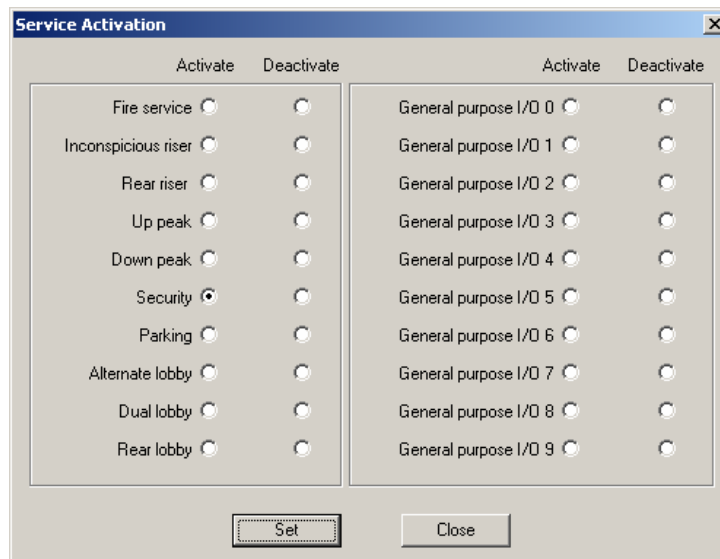 Service Activation
Activate Deactivate Activate Deactivate
Fire service General purpose I/O 0
Inconspicious riser General purpose I/O 1
Rear riser General purpose I/O 2
Up peak General purpose I/O 3
Down peak General purpose I/O 4
Security General purpose I/O 5
Parking General purpose I/O 6
Alternate lobby General purpose I/O 7
Dual lobby General purpose I/O 8
Rear lobby General purpose I/O 9
Set Close